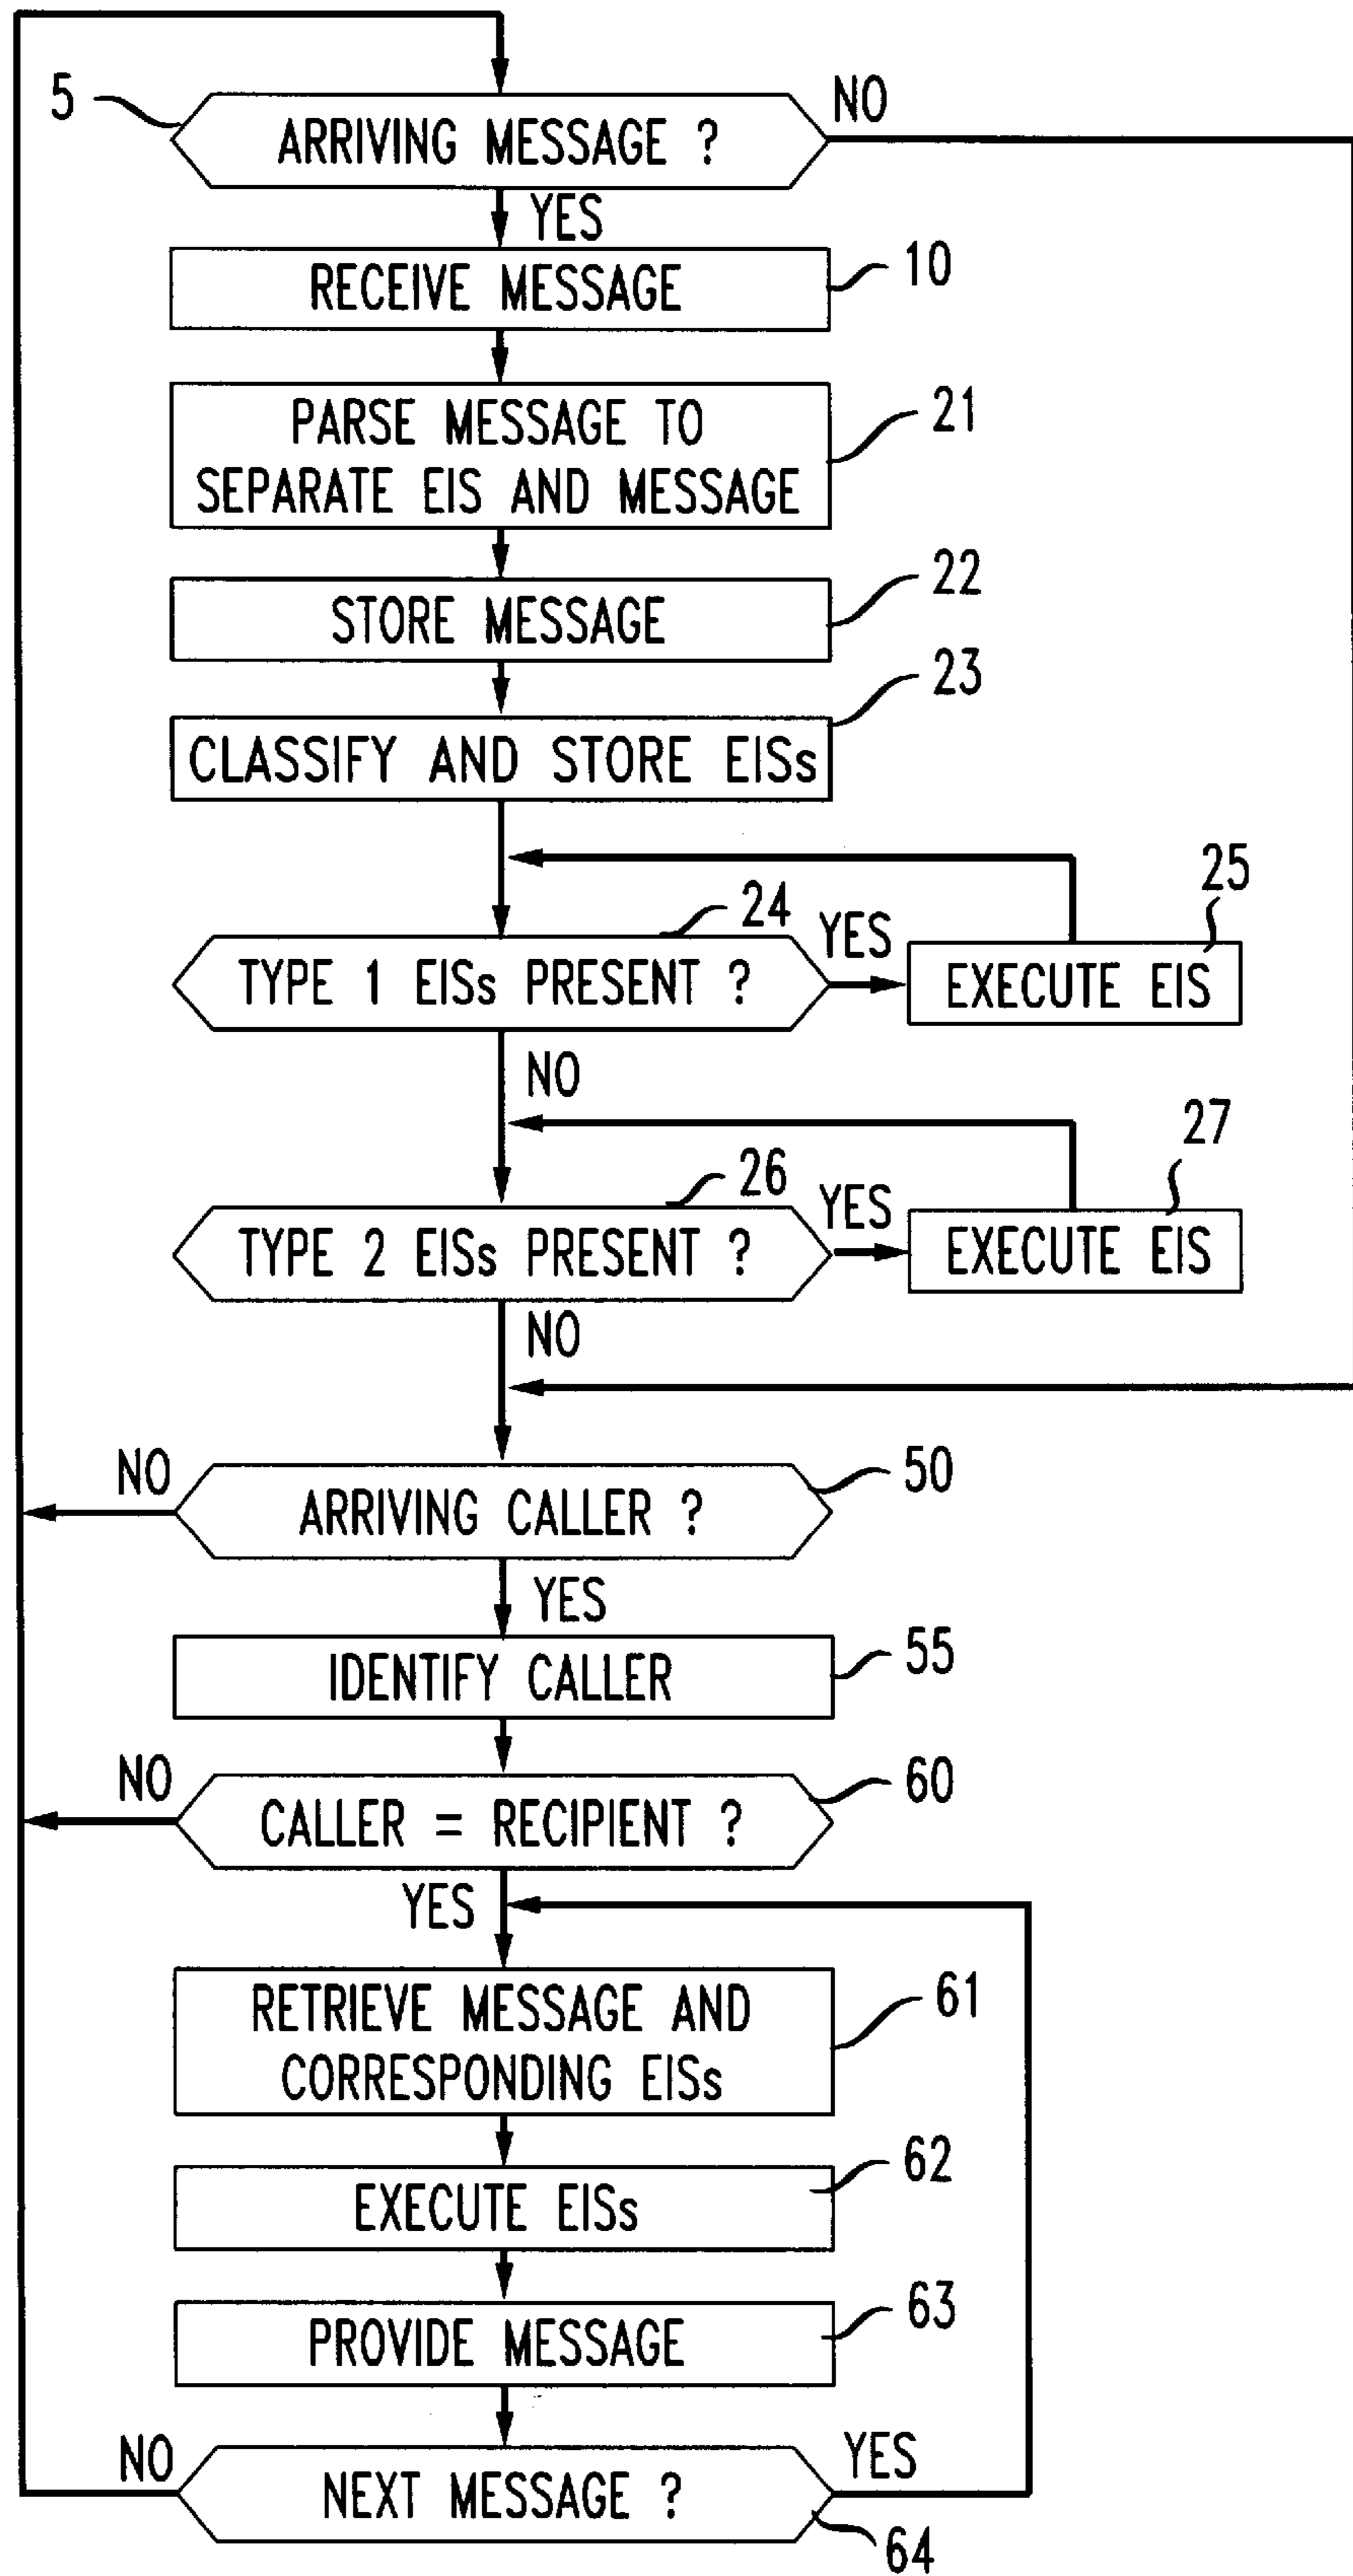 5
ARRIVING MESSAGE ?
NO
YES
RECEIVE MESSAGE
10
PARSE MESSAGE TO
SEPARATE EIS AND MESSAGE
21
STORE MESSAGE
22
CLASSIFY AND STORE EISs
23
TYPE 1 EISs PRESENT ?
24
YES
EXECUTE EIS
25
NO
TYPE 2 EISs PRESENT ?
26
YES
EXECUTE EIS
27
NO
NO
ARRIVING CALLER ?
50
YES
IDENTIFY CALLER
55
NO
CALLER = RECIPIENT ?
60
YES
RETRIEVE MESSAGE AND
CORRESPONDING EISs
61
EXECUTE EISs
62
PROVIDE MESSAGE
63
NO
NEXT MESSAGE ?
YES
64